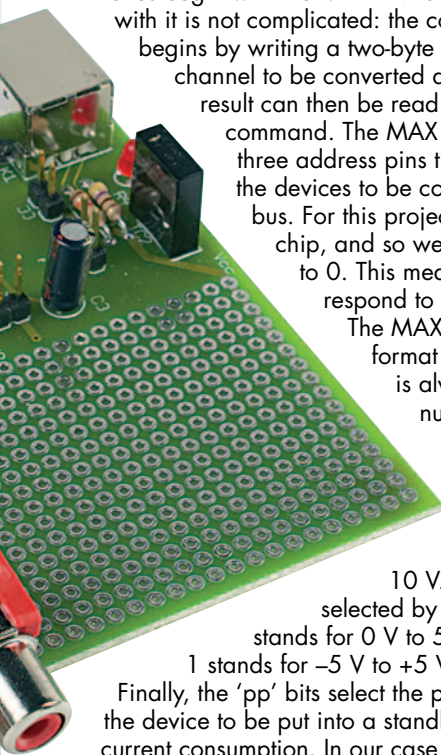 with it is not complicated: the co
begins by writing a two-byte
channel to be converted a
result can then be read
command. The MAX
three address pins t
the devices to be co
bus. For this projec
chip, and so we
to 0. This mea
respond to
The MAX
format
is alv
nu
10 V
selected by
stands for 0 V to 5
1 stands for –5 V to +5 V
Finally, the ‘pp’ bits select the p
the device to be put into a standb
current consumption. In our case
Vcc
C3